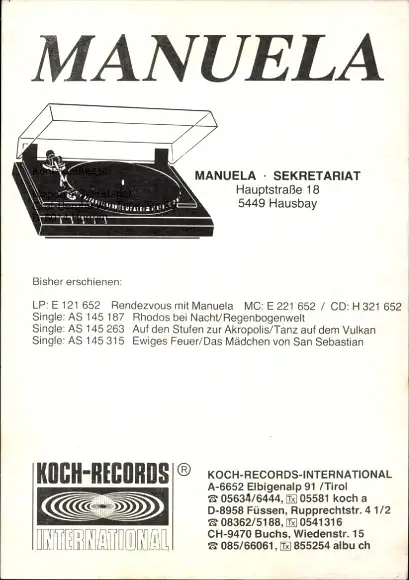 MANUELA
MANUELA · SEKRETARIAT
Hauptstraße 18
5449 Hausbay
Bisher erschienen:
LP: E 121 652 Rendezvous mit Manuela MC: E 221 652 / CD: H 321 652
Single: AS 145 187 Rhodos bei Nacht/Regenbogenwelt
Single: AS 145 263 Auf den Stufen zur Akropolis/Tanz auf dem Vulkan
Single: AS 145 315 Ewiges Feuer/Das Mädchen von San Sebastian
KOCH-RECORDS ®
INTERNATIONAL
KOCH-RECORDS-INTERNATIONAL
A-6652 Elbigenalp 91 /Tirol
☎ 05634/6444, Tx 05581 koch a
D-8958 Füssen, Rupprechtstr. 4 1/2
☎ 08362/5188, Tx 0541316
CH-9470 Buchs, Wiedenstr. 15
☎ 085/66061, Tx 855254 albu ch